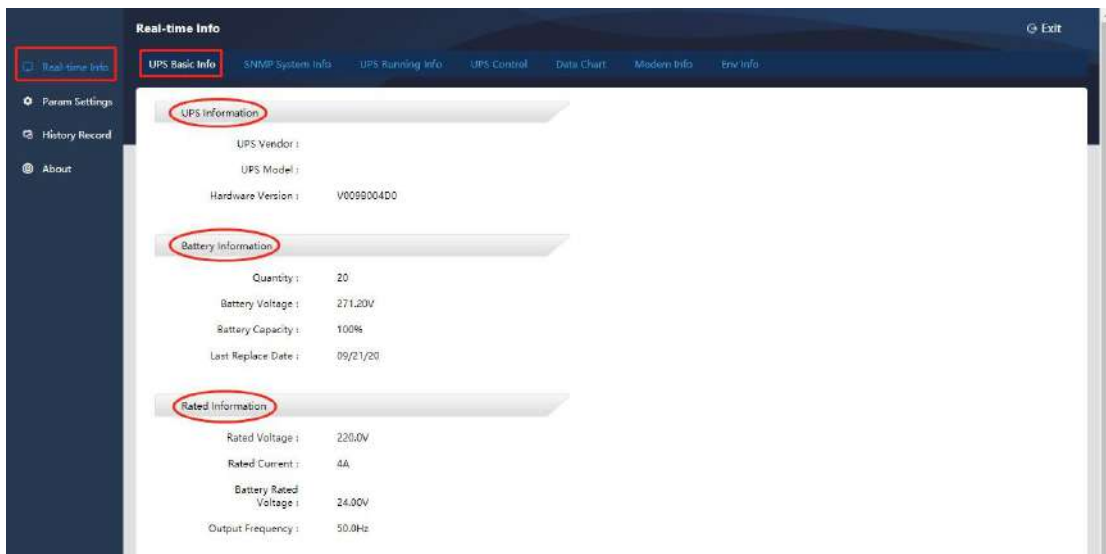 Real-time Info
Exit
Real-time Info
UPS Basic Info SNMP System Info UPS Running Info UPS Control Data Chart Modem Info Env Info
Param Settings
History Record
About
UPS Information
UPS Vendor :
UPS Model :
Hardware Version : V009B004D0
Battery Information
Quantity : 20
Battery Voltage : 271.20V
Battery Capacity : 100%
Last Replace Date : 09/21/20
Rated Information
Rated Voltage : 220.0V
Rated Current : 4A
Battery Rated
Voltage : 24.00V
Output Frequency : 50.0Hz